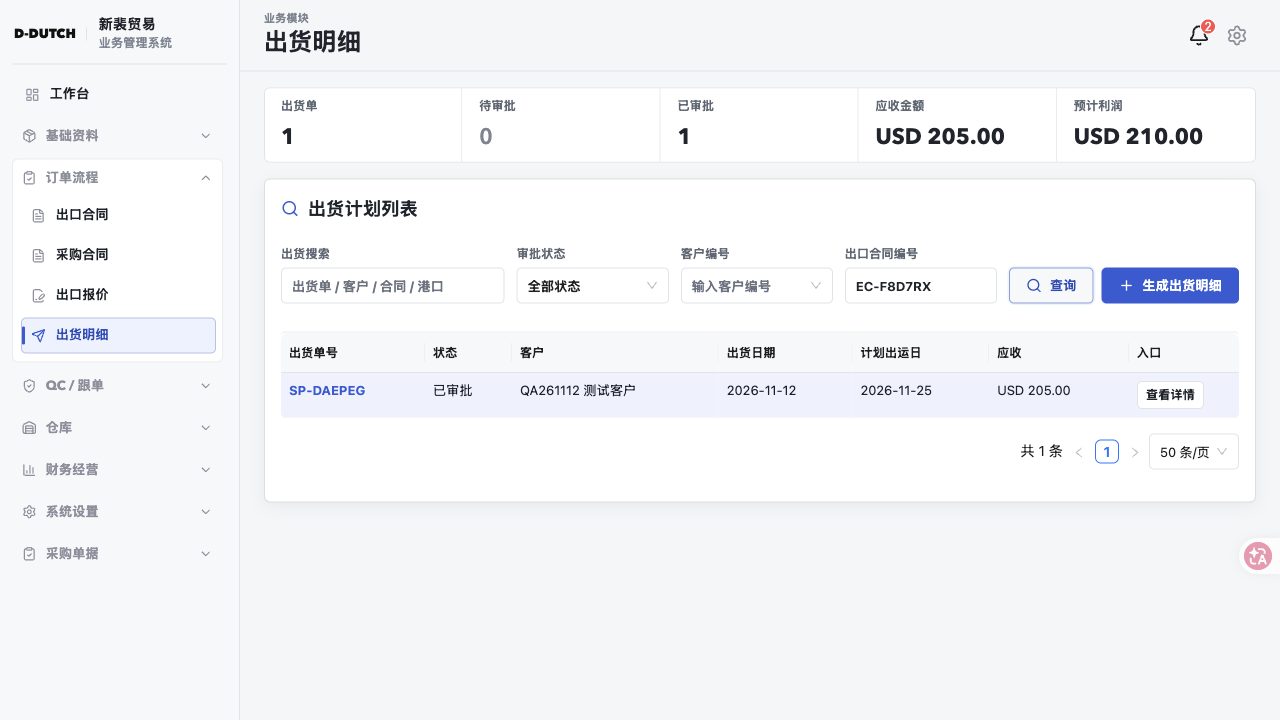 D-DUTCH
新裴贸易
业务管理系统
工作台
基础资料
订单流程
出口合同
采购合同
出口报价
出货明细
QC / 跟单
仓库
财务经营
系统设置
采购单据
业务模块
出货明细
2
出货单
1
待审批
0
已审批
1
应收金额
USD 205.00
预计利润
USD 210.00
出货计划列表
出货搜索
审批状态
客户编号
出口合同编号
出货单 / 客户 / 合同 / 港口
全部状态
输入客户编号
EC-F8D7RX
查询
生成出货明细
出货单号
状态
客户
出货日期
计划出运日
应收
入口
SP-DAEPEG
已审批
QA261112 测试客户
2026-11-12
2026-11-25
USD 205.00
查看详情
共 1 条
1
50 条/页